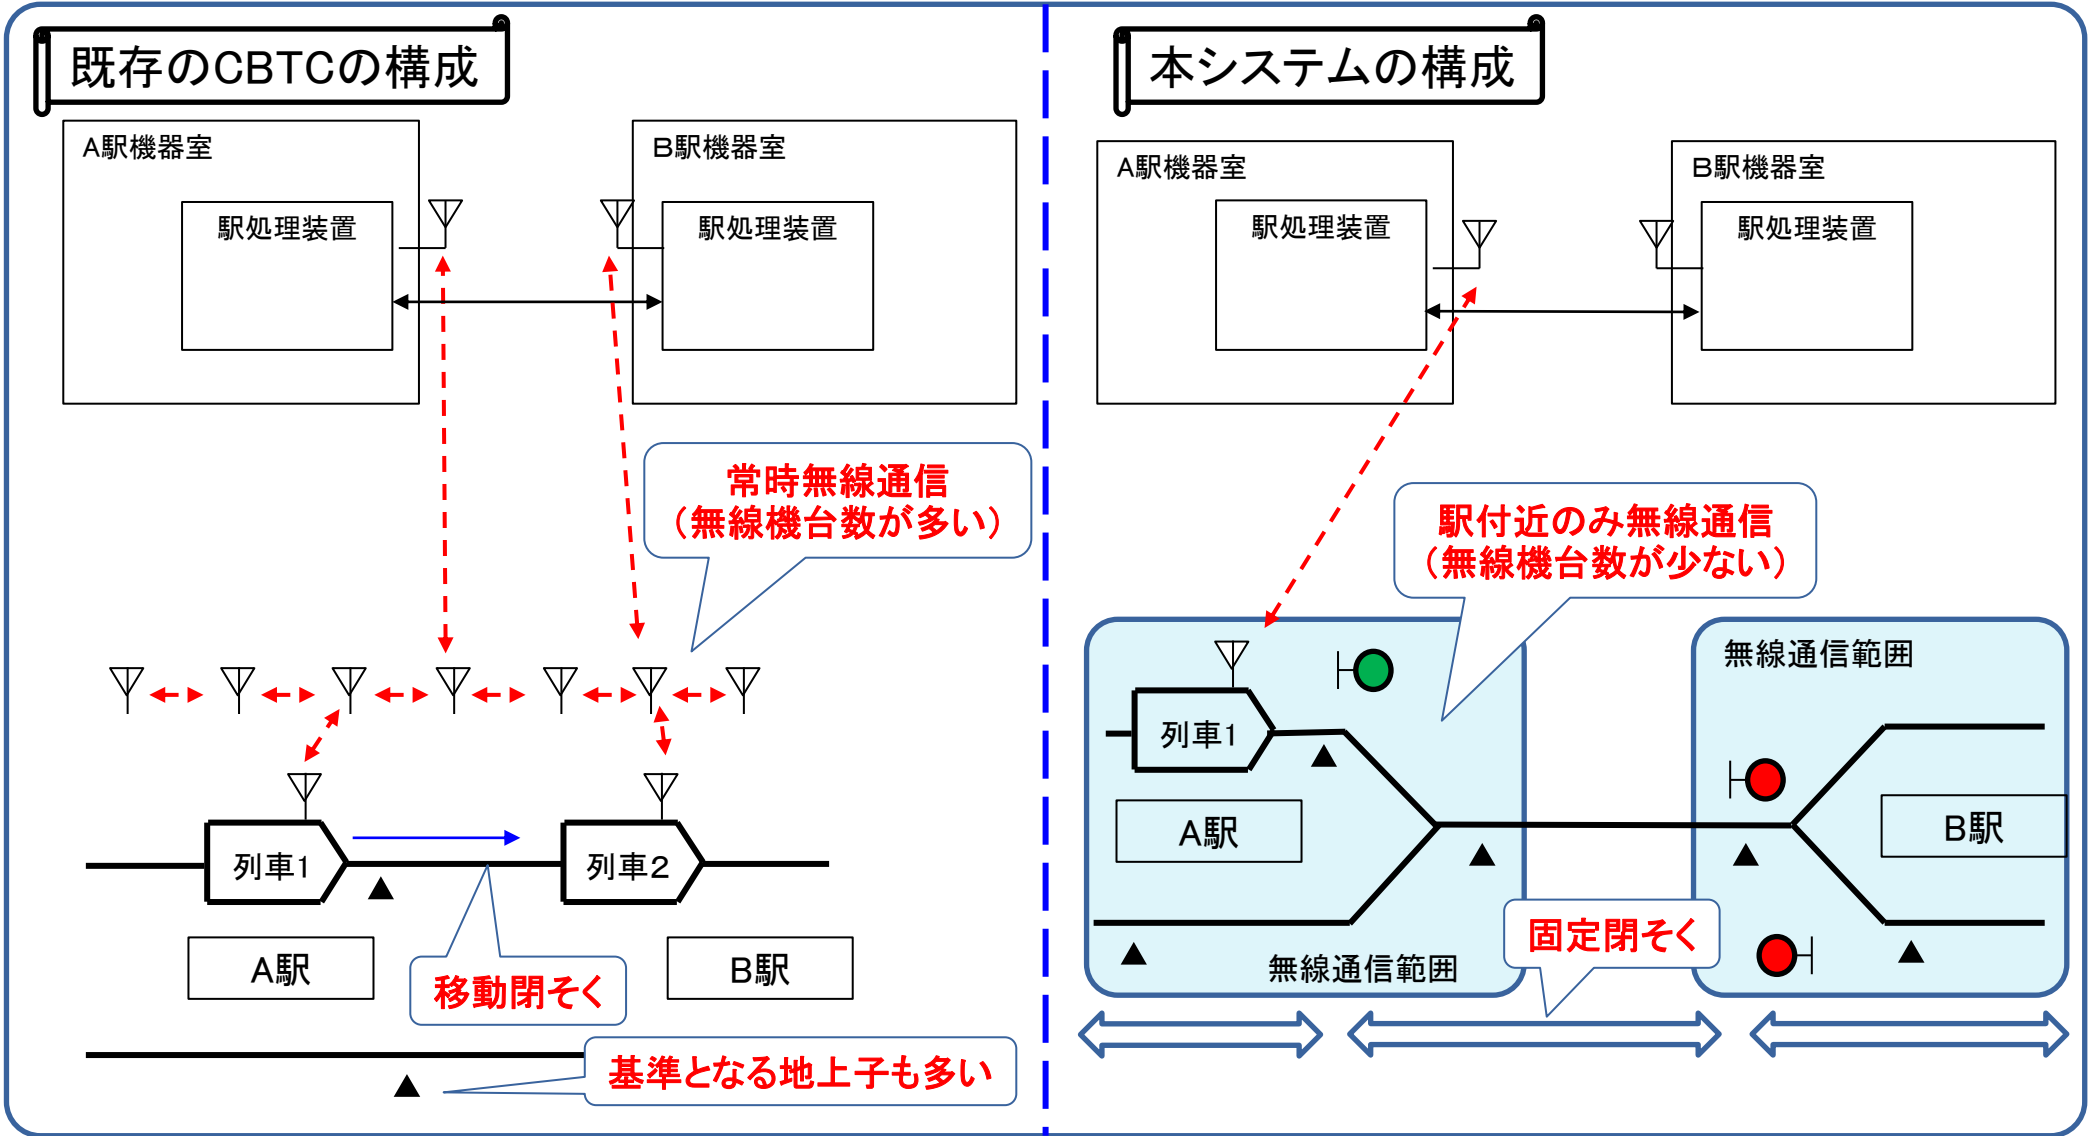 既存のCBTCの構成
A駅機器室
駅処理装置
B駅機器室
駅処理装置
常時無線通信
（無線機台数が多い）
列車1
列車2
A駅
B駅
移動閉そく
基準となる地上子も多い
本システムの構成
A駅機器室
駅処理装置
B駅機器室
駅処理装置
駅付近のみ無線通信
（無線機台数が少ない）
無線通信範囲
列車1
A駅
B駅
固定閉そく
無線通信範囲